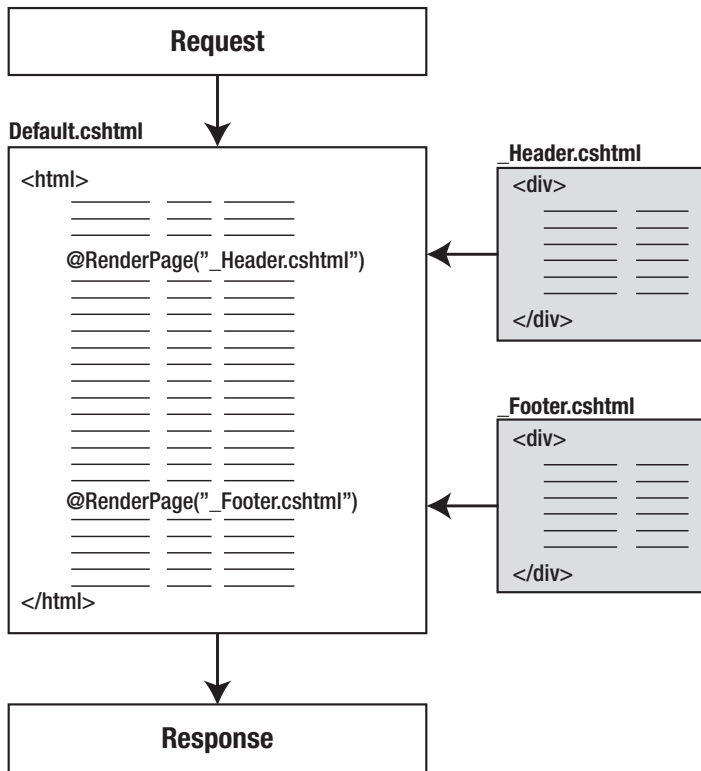 Request
Default.cshtml
<html>
@RenderPage(”_Header.cshtml”)
@RenderPage(”_Footer.cshtml”)
</html>
_Header.cshtml
<div>
</div>
_Footer.cshtml
<div>
</div>
Response